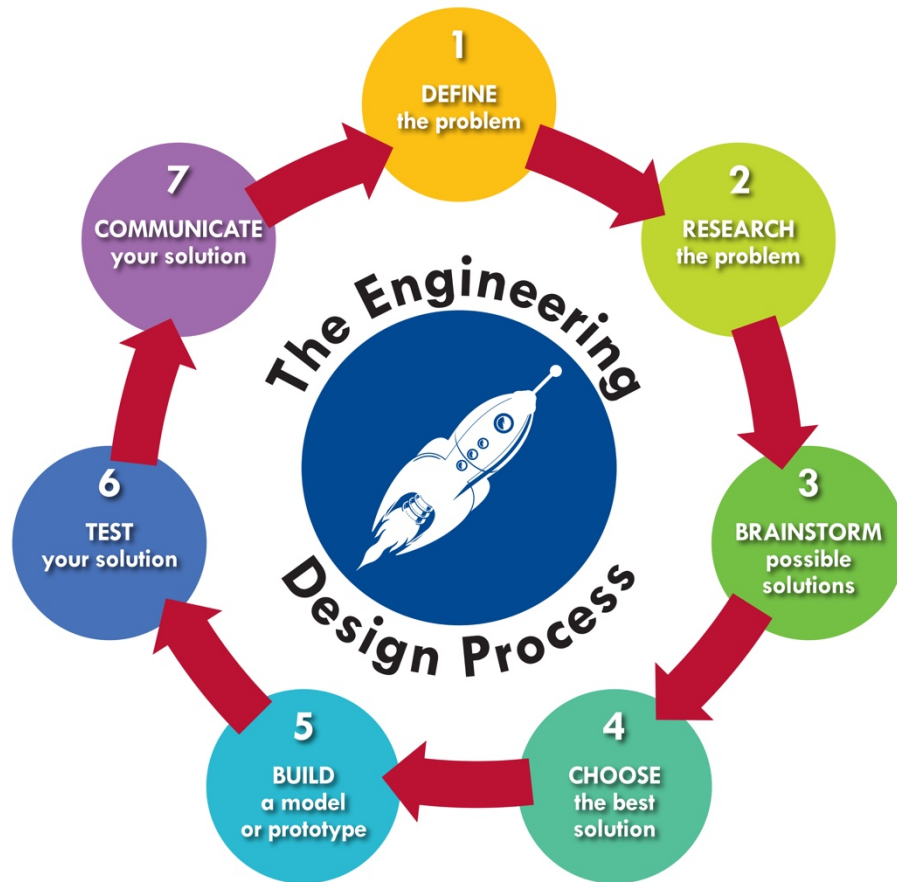 1
DEFINE
the problem
2
RESEARCH
the problem
3
BRAINSTORM
possible
solutions
4
CHOOSE
the best
solution
5
BUILD
a model
or prototype
6
TEST
your solution
7
COMMUNICATE
your solution
The Engineering
Design Process